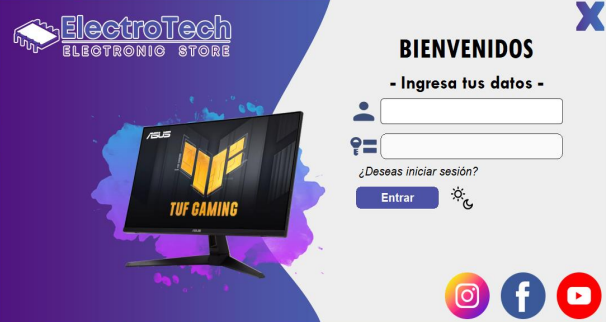 ElectroTech
ELECTRONIC STORE
BIENVENIDOS
- Ingresa tus datos -
¿Deseas iniciar sesión?
Entrar
ASUS
TUF GAMING